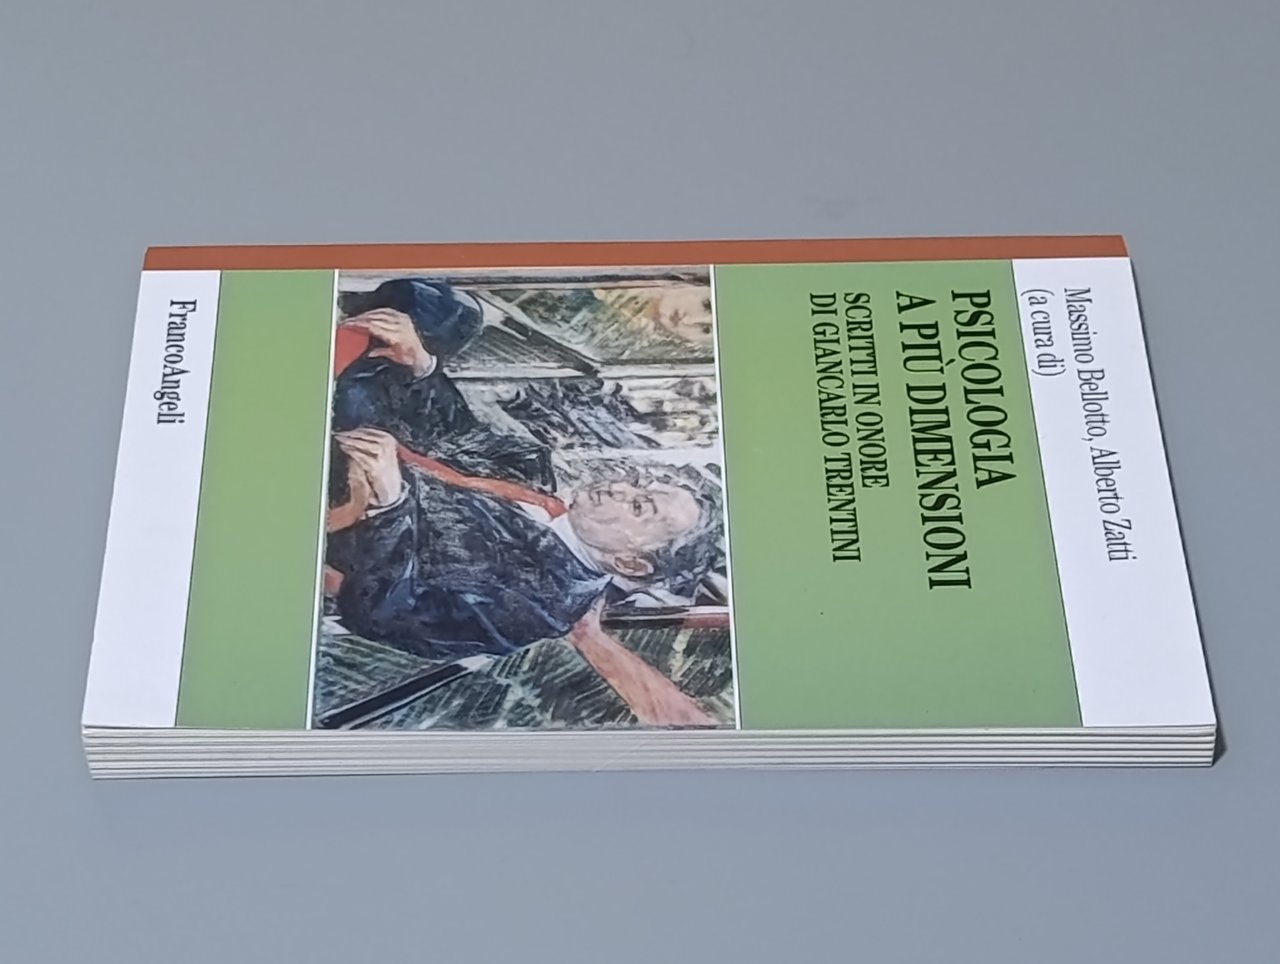 Massimo Bellotto, Alberto Zatti
(a cura di)
PSICOLOGIA
A PIÙ DIMENSIONI
SCRITTI IN ONORE
DI GIANCARLO TRENTINI
FrancoAngeli